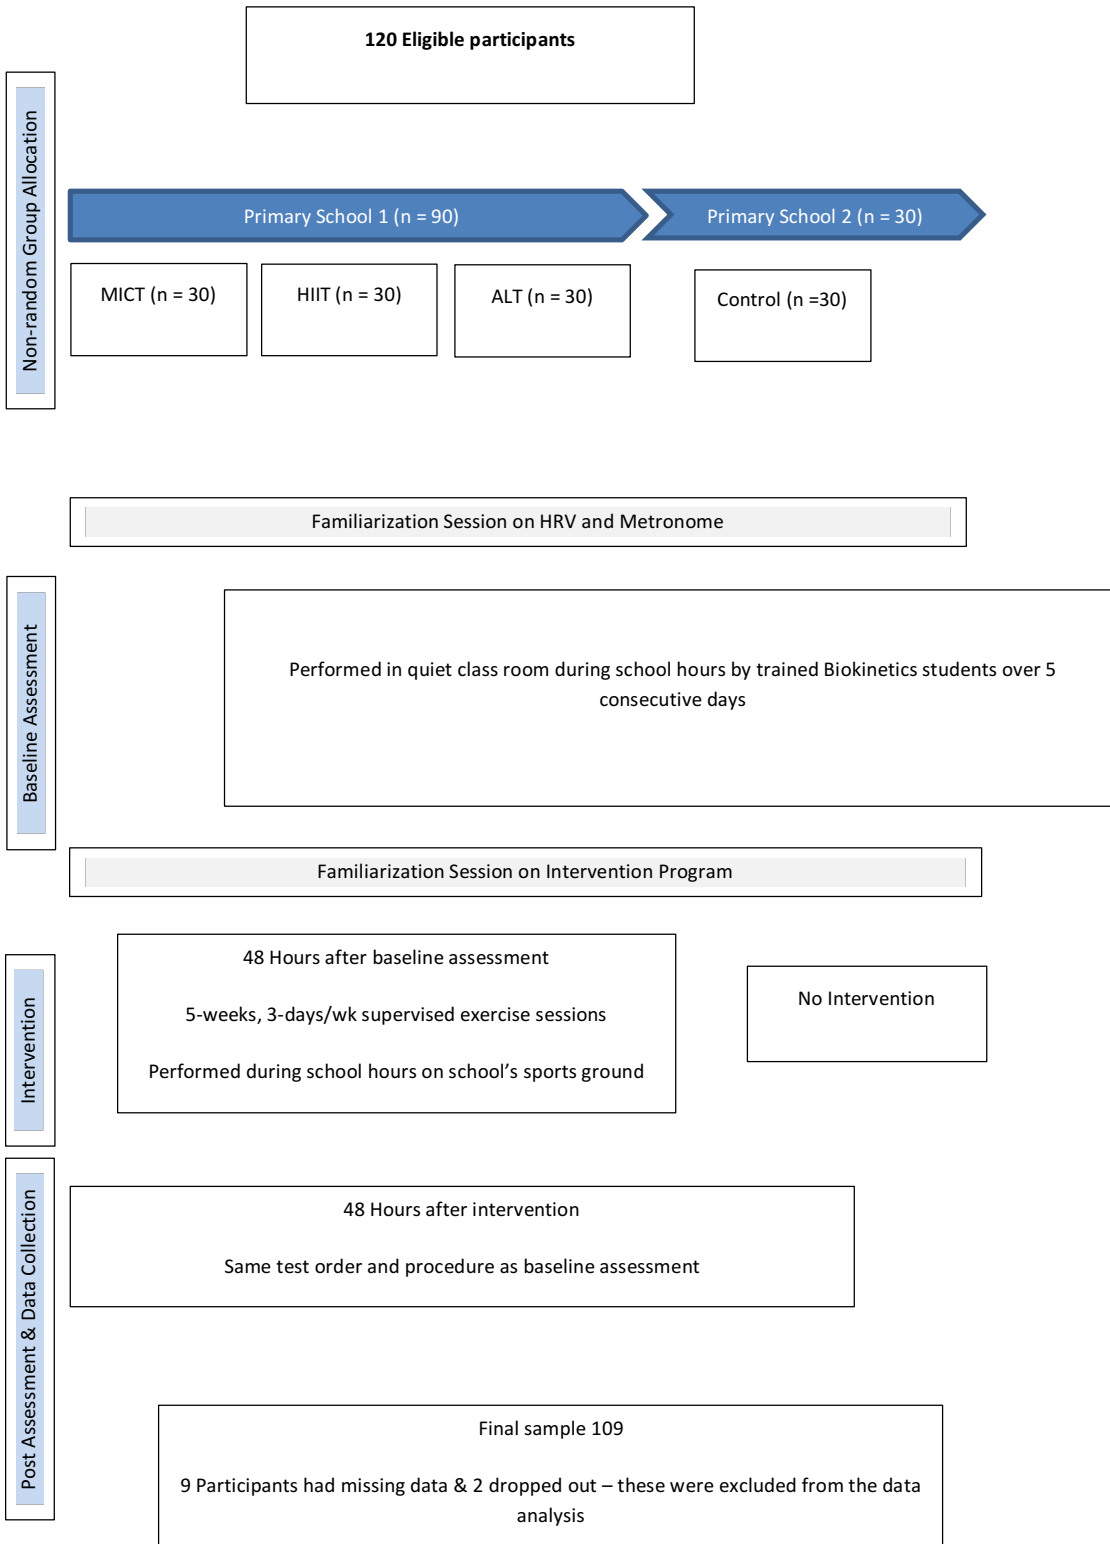 120 Eligible participants
Non-random Group Allocation
Primary School 1 (n = 90)
Primary School 2 (n = 30)
MICT (n = 30)
HIIT (n = 30)
ALT (n = 30)
Control (n =30)
Familiarization Session on HRV and Metronome
Baseline Assessment
Performed in quiet class room during school hours by trained Biokinetics students over 5
consecutive days
Familiarization Session on Intervention Program
Intervention
48 Hours after baseline assessment
5-weeks, 3-days/wk supervised exercise sessions
Performed during school hours on school’s sports ground
No Intervention
Post Assessment & Data Collection
48 Hours after intervention
Same test order and procedure as baseline assessment
Final sample 109
9 Participants had missing data & 2 dropped out – these were excluded from the data
analysis